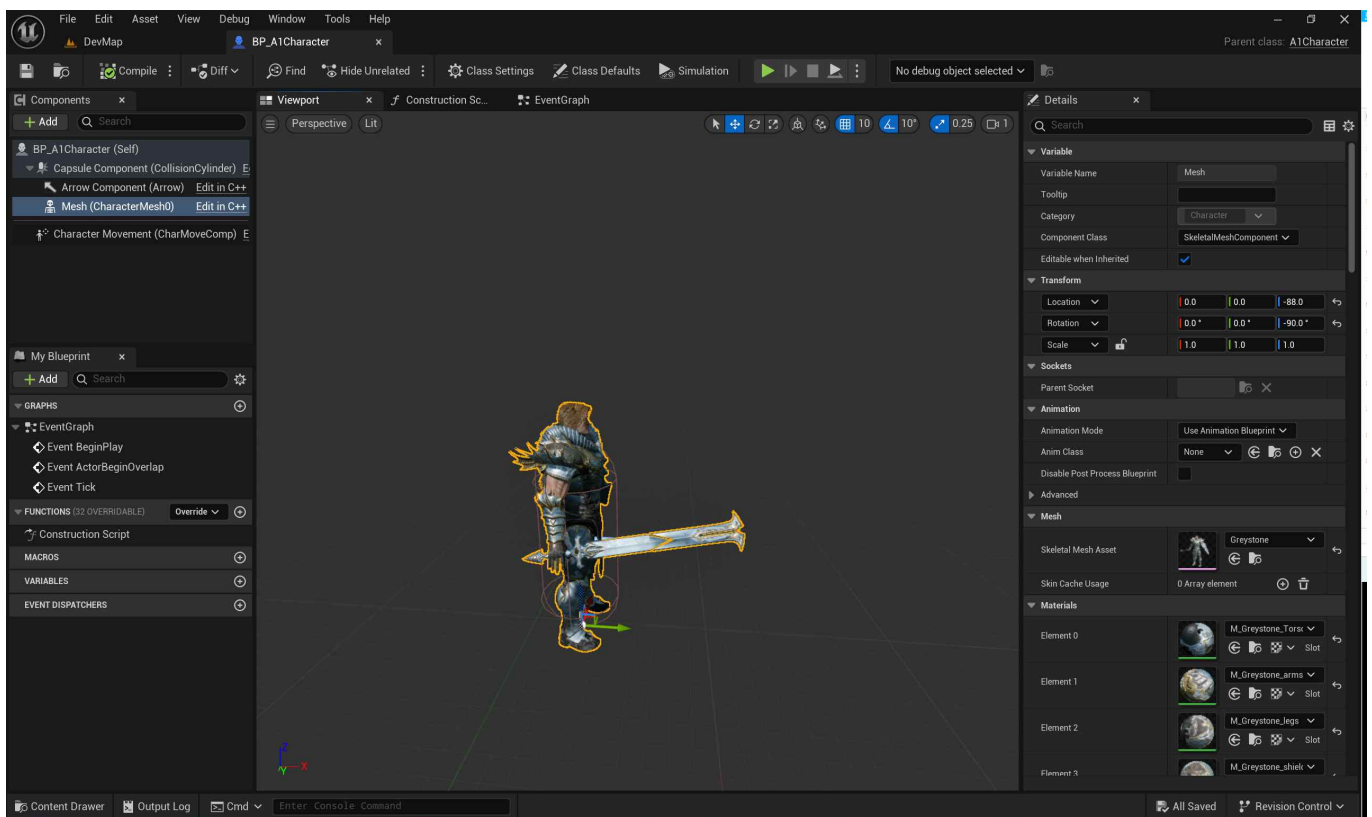 File Edit Asset View Debug Window Tools Help
DevMap
BP_A1Character
Parent class: A1Character
Compile
Diff
Find
Hide Unrelated
Class Settings
Class Defaults
Simulation
No debug object selected
Components
Add
Search
BP_A1Character (Self)
Capsule Component (CollisionCylinder)
Arrow Component (Arrow) Edit in C++
Mesh (CharacterMesh0) Edit in C++
Character Movement (CharMoveComp) E
My Blueprint
Add
Search
GRAPHS
EventGraph
Event BeginPlay
Event ActorBeginOverlap
Event Tick
FUNCTIONS (32 OVERRIDABLE) Override
Construction Script
MACROS
VARIABLES
EVENT DISPATCHERS
Viewport
Construction Sc...
EventGraph
Perspective Lit
10 10° 0.25 1
Z
Y X
Details
Search
Variable
Variable Name Mesh
Tooltip
Category Character
Component Class SkeletalMeshComponent
Editable when Inherited
Transform
Location 0.0 0.0 -88.0
Rotation 0.0° 0.0° -90.0°
Scale 1.0 1.0 1.0
Sockets
Parent Socket
Animation
Animation Mode Use Animation Blueprint
Anim Class None
Disable Post Process Blueprint
Advanced
Mesh
Skeletal Mesh Asset Greystone
Skin Cache Usage 0 Array element
Materials
Element 0 M_Greystone_Torso
Slot
Element 1 M_Greystone_arms
Slot
Element 2 M_Greystone_legs
Slot
Element 3 M_Greystone_shiel
Content Drawer
Output Log
Cmd
Enter Console Command
All Saved
Revision Control